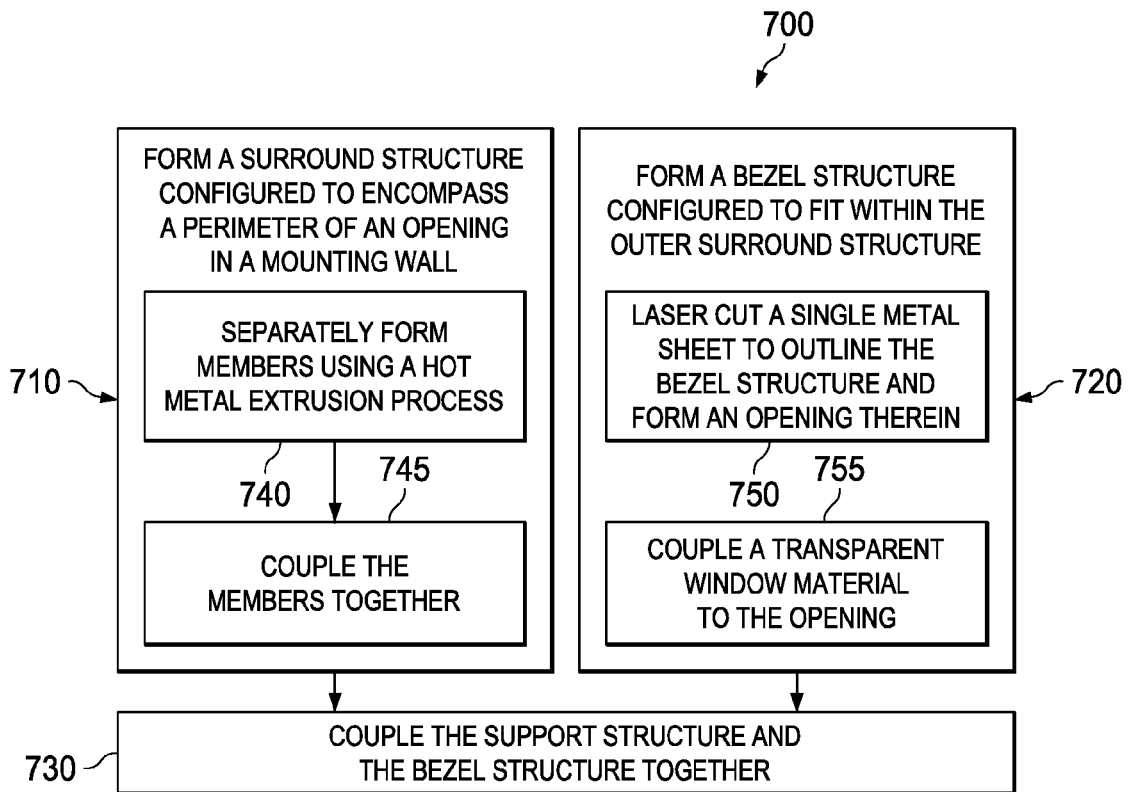 700
FORM A SURROUND STRUCTURE
CONFIGURED TO ENCOMPASS
A PERIMETER OF AN OPENING
IN A MOUNTING WALL
SEPARATELY FORM
MEMBERS USING A HOT
METAL EXTRUSION PROCESS
710
740
745
COUPLE THE
MEMBERS TOGETHER
FORM A BEZEL STRUCTURE
CONFIGURED TO FIT WITHIN THE
OUTER SURROUND STRUCTURE
LASER CUT A SINGLE METAL
SHEET TO OUTLINE THE
BEZEL STRUCTURE AND
FORM AN OPENING THEREIN
720
750
755
COUPLE A TRANSPARENT
WINDOW MATERIAL
TO THE OPENING
730
COUPLE THE SUPPORT STRUCTURE AND
THE BEZEL STRUCTURE TOGETHER